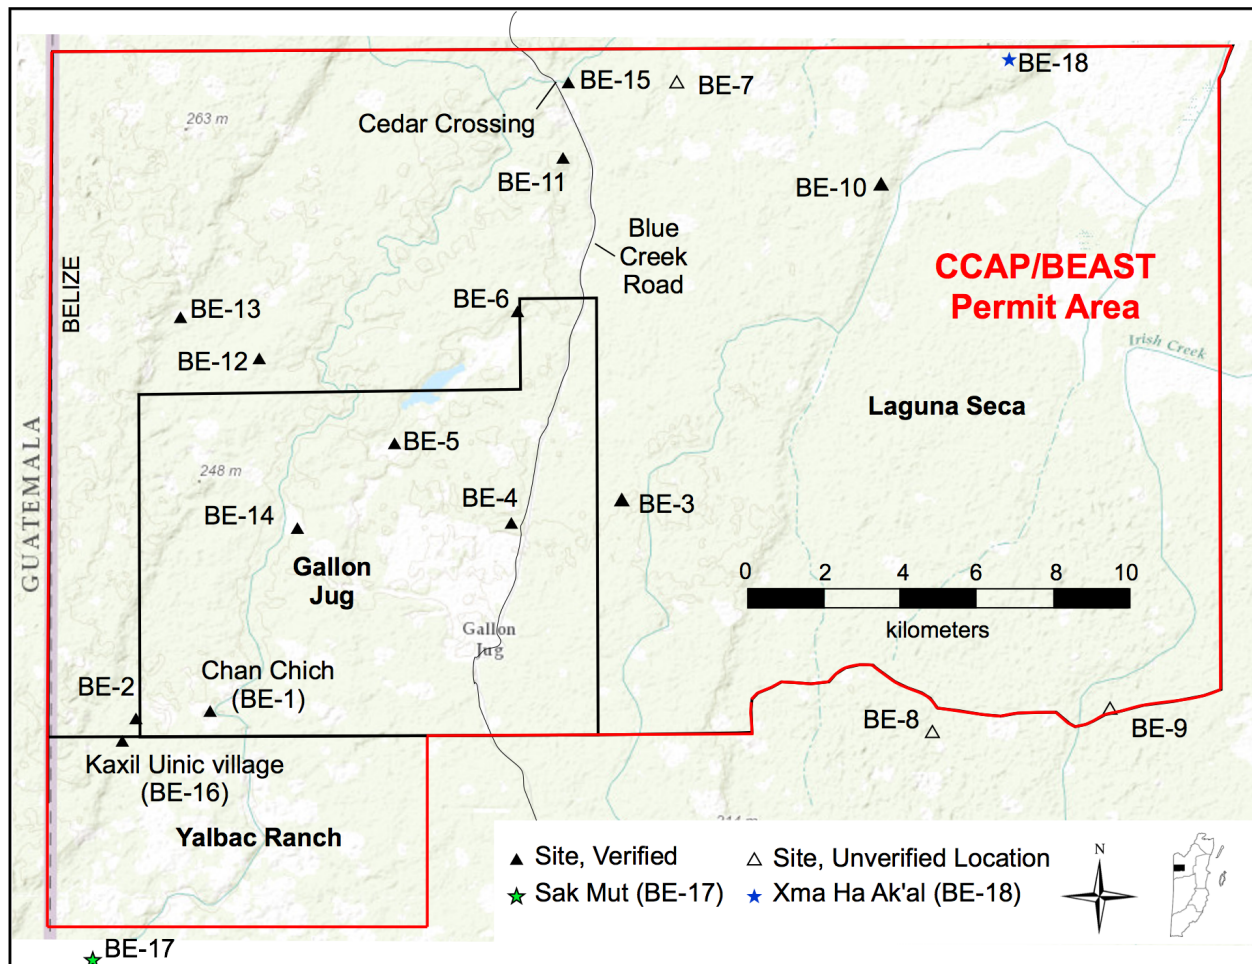 BE-18
BE-15
BE-7
Cedar Crossing
263 m
BE-11
BE-10
Blue
Creek
Road
CCAP/BEAST
Permit Area
BELIZE
BE-6
BE-13
BE-12
Irish Creek
Laguna Seca
GUATEMALA
BE-5
248 m
BE-4
BE-3
BE-14
Gallon
Jug
0 2 4 6 8 10
kilometers
Gallon
Jug
Chan Chich
(BE-1)
BE-2
BE-8
BE-9
Kaxil Uinic village
(BE-16)
Yalbac Ranch
Site, Verified
Site, Unverified Location
Sak Mut (BE-17)
Xma Ha Ak'al (BE-18)
N
BE-17